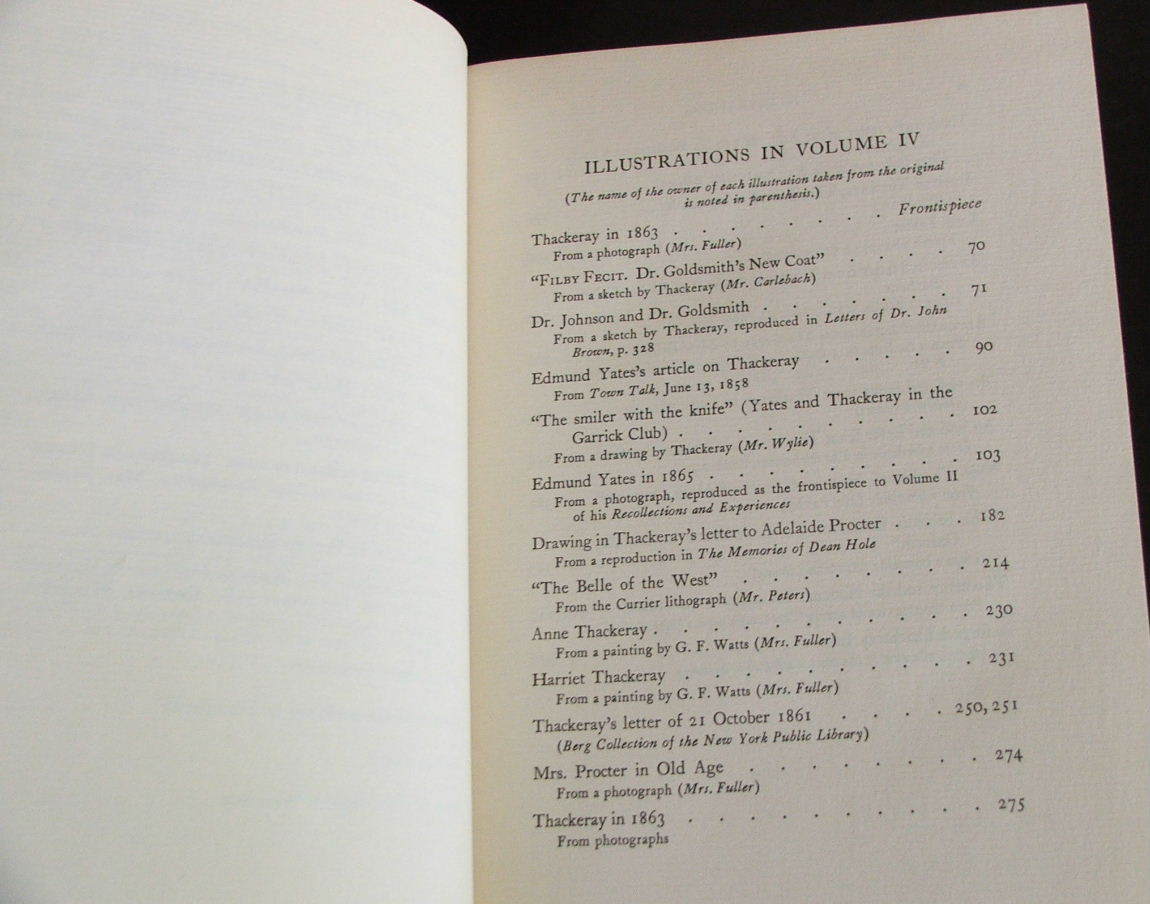 ILLUSTRATIONS IN VOLUME IV
(The name of the owner of each illustration taken from the original
is noted in parenthesis.)
Thackeray in 1863 . . . . . . . Frontispiece
From a photograph (Mrs. Fuller)
“FILBY FECIT. Dr. Goldsmith’s New Coat” . . . . 70
From a sketch by Thackeray (Mr. Carlebach)
Dr. Johnson and Dr. Goldsmith . . . . . . . 71
From a sketch by Thackeray, reproduced in Letters of Dr. John
Brown, p. 328
Edmund Yates’s article on Thackeray . . . . . 90
From Town Talk, June 13, 1858
“The smiler with the knife” (Yates and Thackeray in the
Garrick Club) . . . . . . . . . . 102
From a drawing by Thackeray (Mr. Wylie)
Edmund Yates in 1865 . . . . . . . . . 103
From a photograph, reproduced as the frontispiece to Volume II
of his Recollections and Experiences
Drawing in Thackeray’s letter to Adelaide Procter . . . 182
From a reproduction in The Memories of Dean Hole
“The Belle of the West” . . . . . . . . 214
From the Currier lithograph (Mr. Peters)
Anne Thackeray . . . . . . . . . . . 230
From a painting by G. F. Watts (Mrs. Fuller)
Harriet Thackeray . . . . . . . . . . 231
From a painting by G. F. Watts (Mrs. Fuller)
Thackeray’s letter of 21 October 1861 . . . . 250, 251
(Berg Collection of the New York Public Library)
Mrs. Procter in Old Age . . . . . . . . 274
From a photograph (Mrs. Fuller)
Thackeray in 1863 . . . . . . . . . . 275
From photographs